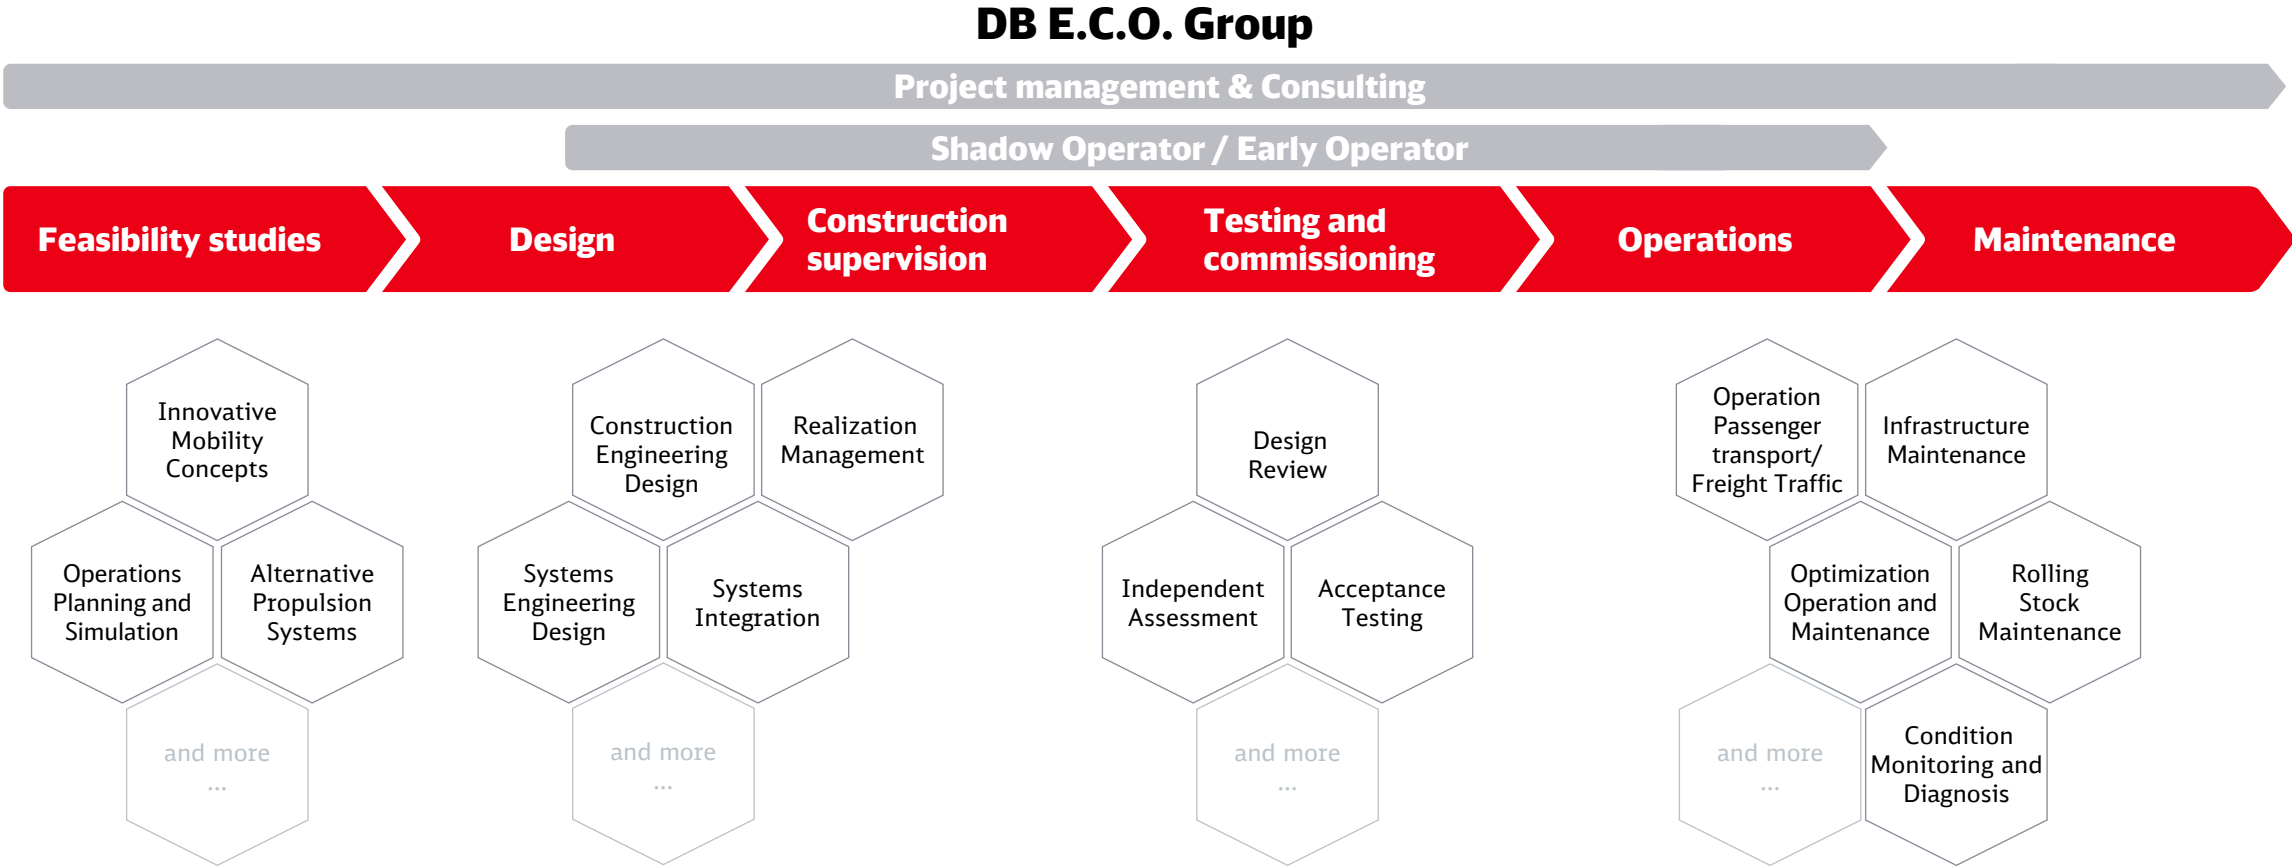 DB E.C.O. Group
Project management & Consulting
Shadow Operator / Early Operator
Feasibility studies
Design
Construction
supervision
Testing and
commissioning
Operations
Maintenance
Innovative
Mobility
Concepts
Operations
Planning and
Simulation
Alternative
Propulsion
Systems
and more
...
Construction
Engineering
Design
Realization
Management
Systems
Engineering
Design
Systems
Integration
and more
...
Design
Review
Independent
Assessment
Acceptance
Testing
and more
...
Operation
Passenger
transport/
Freight Traffic
Infrastructure
Maintenance
Optimization
Operation and
Maintenance
Rolling
Stock
Maintenance
and more
...
Condition
Monitoring and
Diagnosis